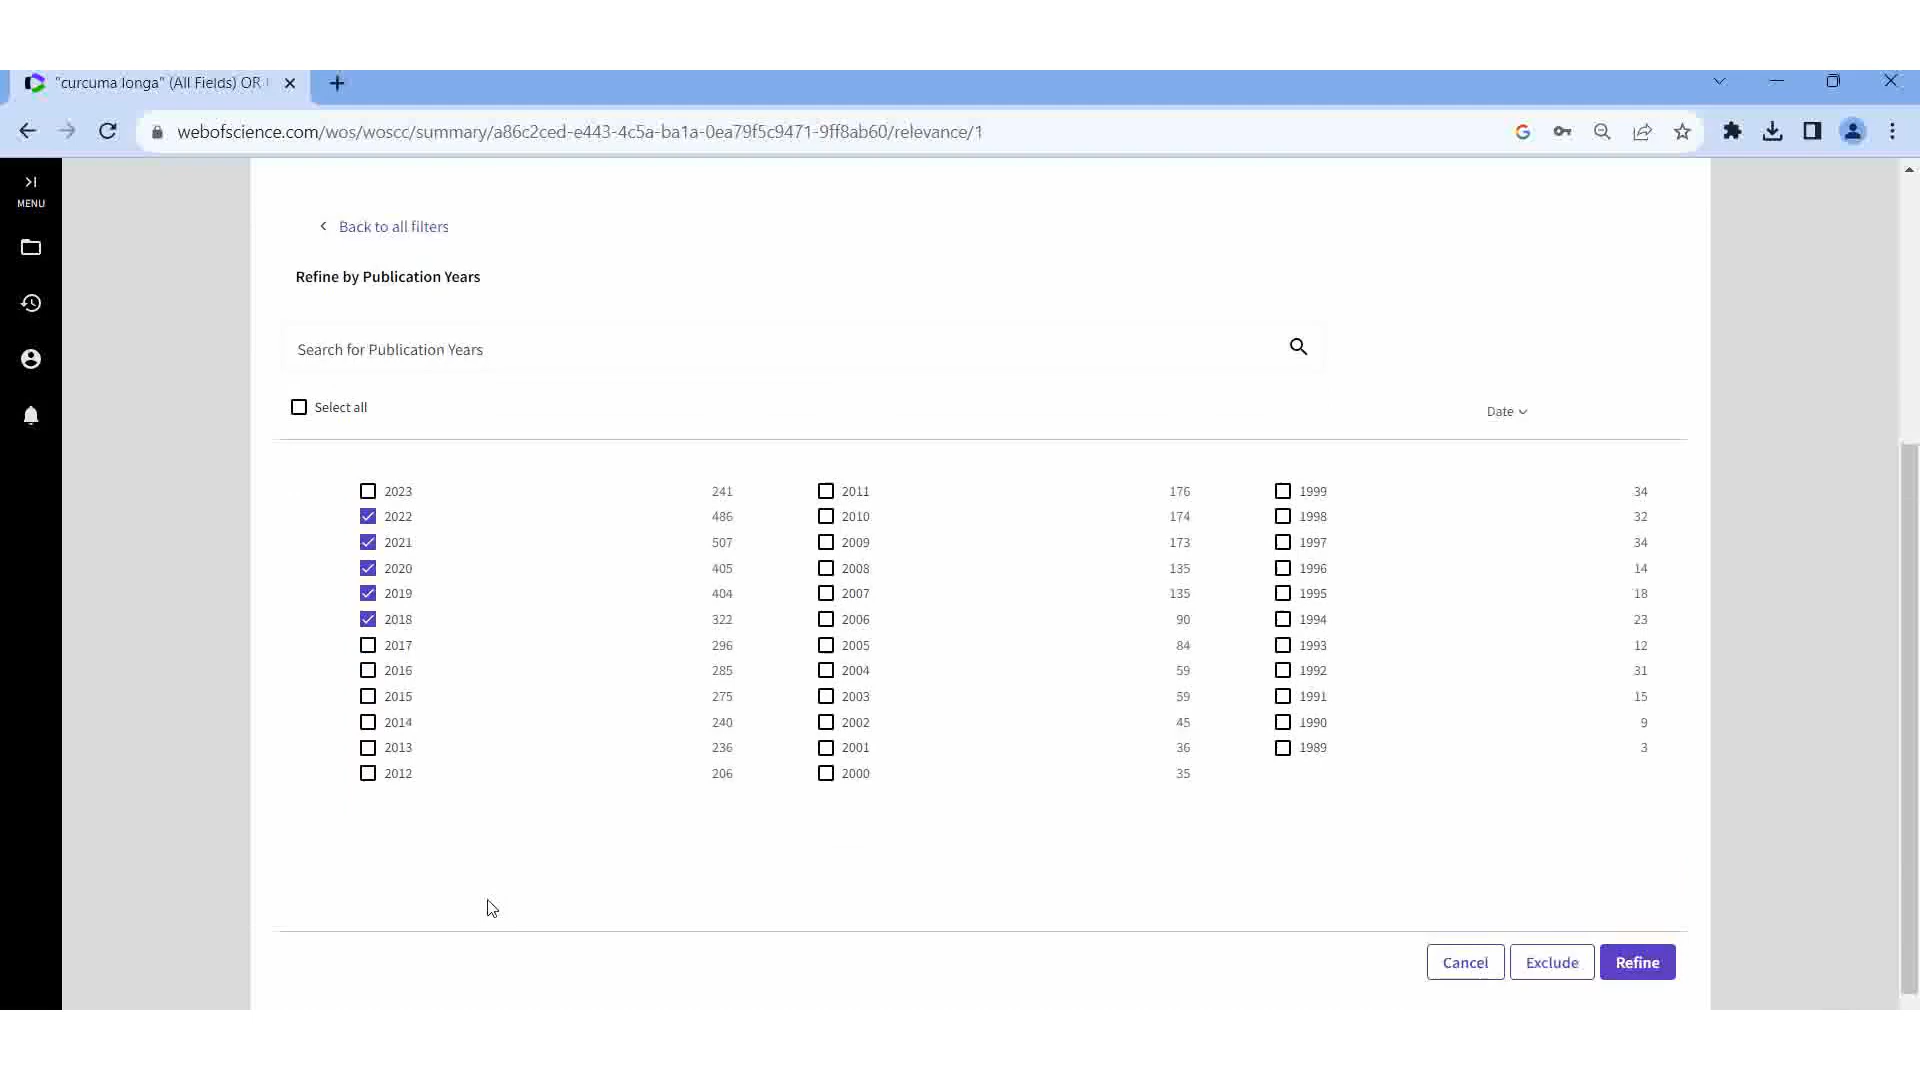 "curcuma longa" (All Fields) OR
webofscience.com/wos/woscc/summary/a86c2ced-e443-4c5a-ba1a-0ea79f5c9471-9ff8ab60/relevance/1
MENU
Back to all filters
Refine by Publication Years
Search for Publication Years
Select all
Date
2023 241 2011 176 1999 34
2022 486 2010 174 1998 32
2021 507 2009 173 1997 34
2020 405 2008 135 1996 14
2019 404 2007 135 1995 18
2018 322 2006 90 1994 23
2017 296 2005 84 1993 12
2016 285 2004 59 1992 31
2015 275 2003 59 1991 15
2014 240 2002 45 1990 9
2013 236 2001 36 1989 3
2012 206 2000 35
Cancel Exclude Refine